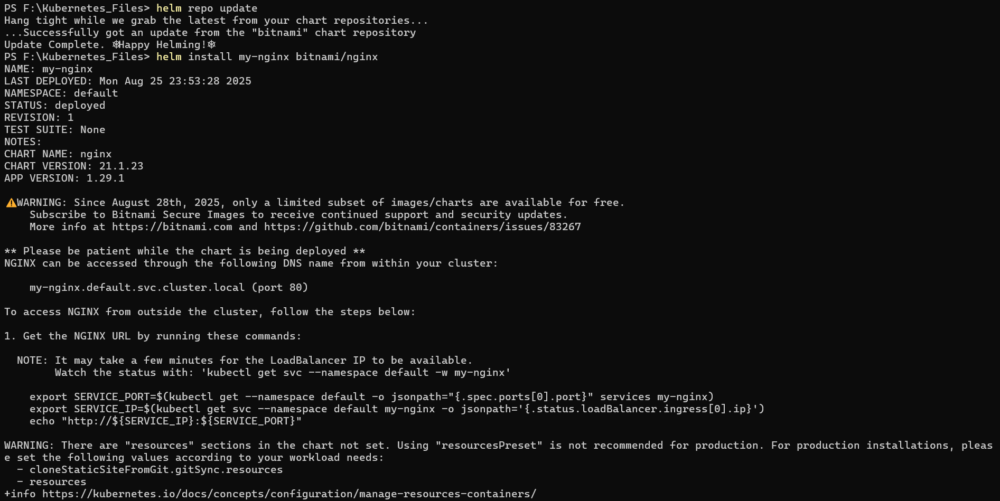 PS F:\Kubernetes_Files> helm repo update
Hang tight while we grab the latest from your chart repositories...
...Successfully got an update from the "bitnami" chart repository
Update Complete. ⎈Happy Helming!⎈
PS F:\Kubernetes_Files> helm install my-nginx bitnami/nginx
NAME: my-nginx
LAST DEPLOYED: Mon Aug 25 23:53:28 2025
NAMESPACE: default
STATUS: deployed
REVISION: 1
TEST SUITE: None
NOTES:
CHART NAME: nginx
CHART VERSION: 21.1.23
APP VERSION: 1.29.1
⚠WARNING: Since August 28th, 2025, only a limited subset of images/charts are available for free.
Subscribe to Bitnami Secure Images to receive continued support and security updates.
More info at https://bitnami.com and https://github.com/bitnami/containers/issues/83267
** Please be patient while the chart is being deployed **
NGINX can be accessed through the following DNS name from within your cluster:
my-nginx.default.svc.cluster.local (port 80)
To access NGINX from outside the cluster, follow the steps below:
1. Get the NGINX URL by running these commands:
NOTE: It may take a few minutes for the LoadBalancer IP to be available.
Watch the status with: 'kubectl get svc --namespace default -w my-nginx'
export SERVICE_PORT=$(kubectl get --namespace default -o jsonpath="{.spec.ports[0].port}" services my-nginx)
export SERVICE_IP=$(kubectl get svc --namespace default my-nginx -o jsonpath='{.status.loadBalancer.ingress[0].ip}')
echo "http://${SERVICE_IP}:${SERVICE_PORT}"
WARNING: There are "resources" sections in the chart not set. Using "resourcesPreset" is not recommended for production. For production installations, pleas
e set the following values according to your workload needs:
- cloneStaticSiteFromGit.gitSync.resources
- resources
+info https://kubernetes.io/docs/concepts/configuration/manage-resources-containers/